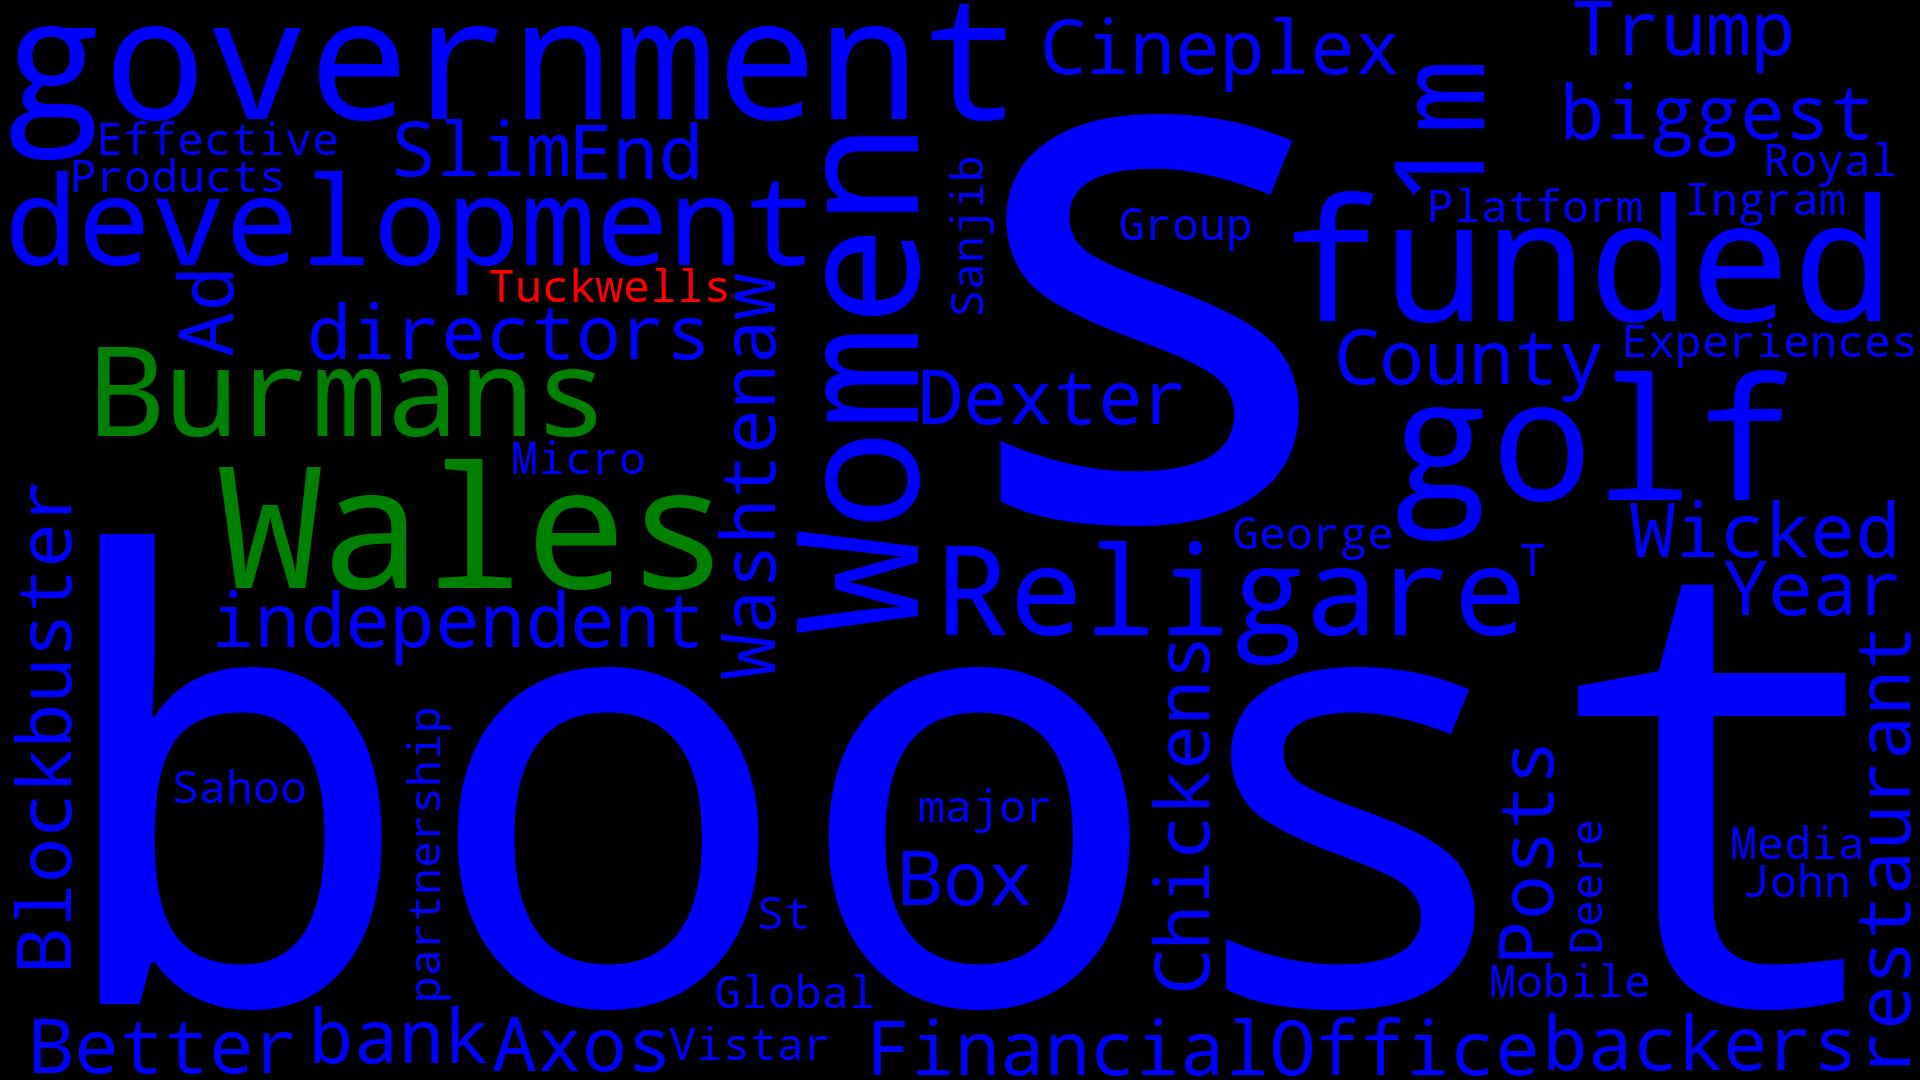 government
Cineplex
Trump
1m
biggest
Effective
Slim
End
Royal
Products
Women
Sanjib
S
Group
Platform
Ingram
development
funded
Ad
Tuckwells
directors
Washtenaw
County
Experiences
Burmans
Dexter
golf
Micro
Wales
Blockbuster
Religare
George
T
Wicked
Year
independent
boost
Chickens
restaurant
partnership
Sahoo
major
Box
Posts
Deere
Media
John
St
Global
Mobile
Better
bank
Axos
Vistar
Financial
Office
backers